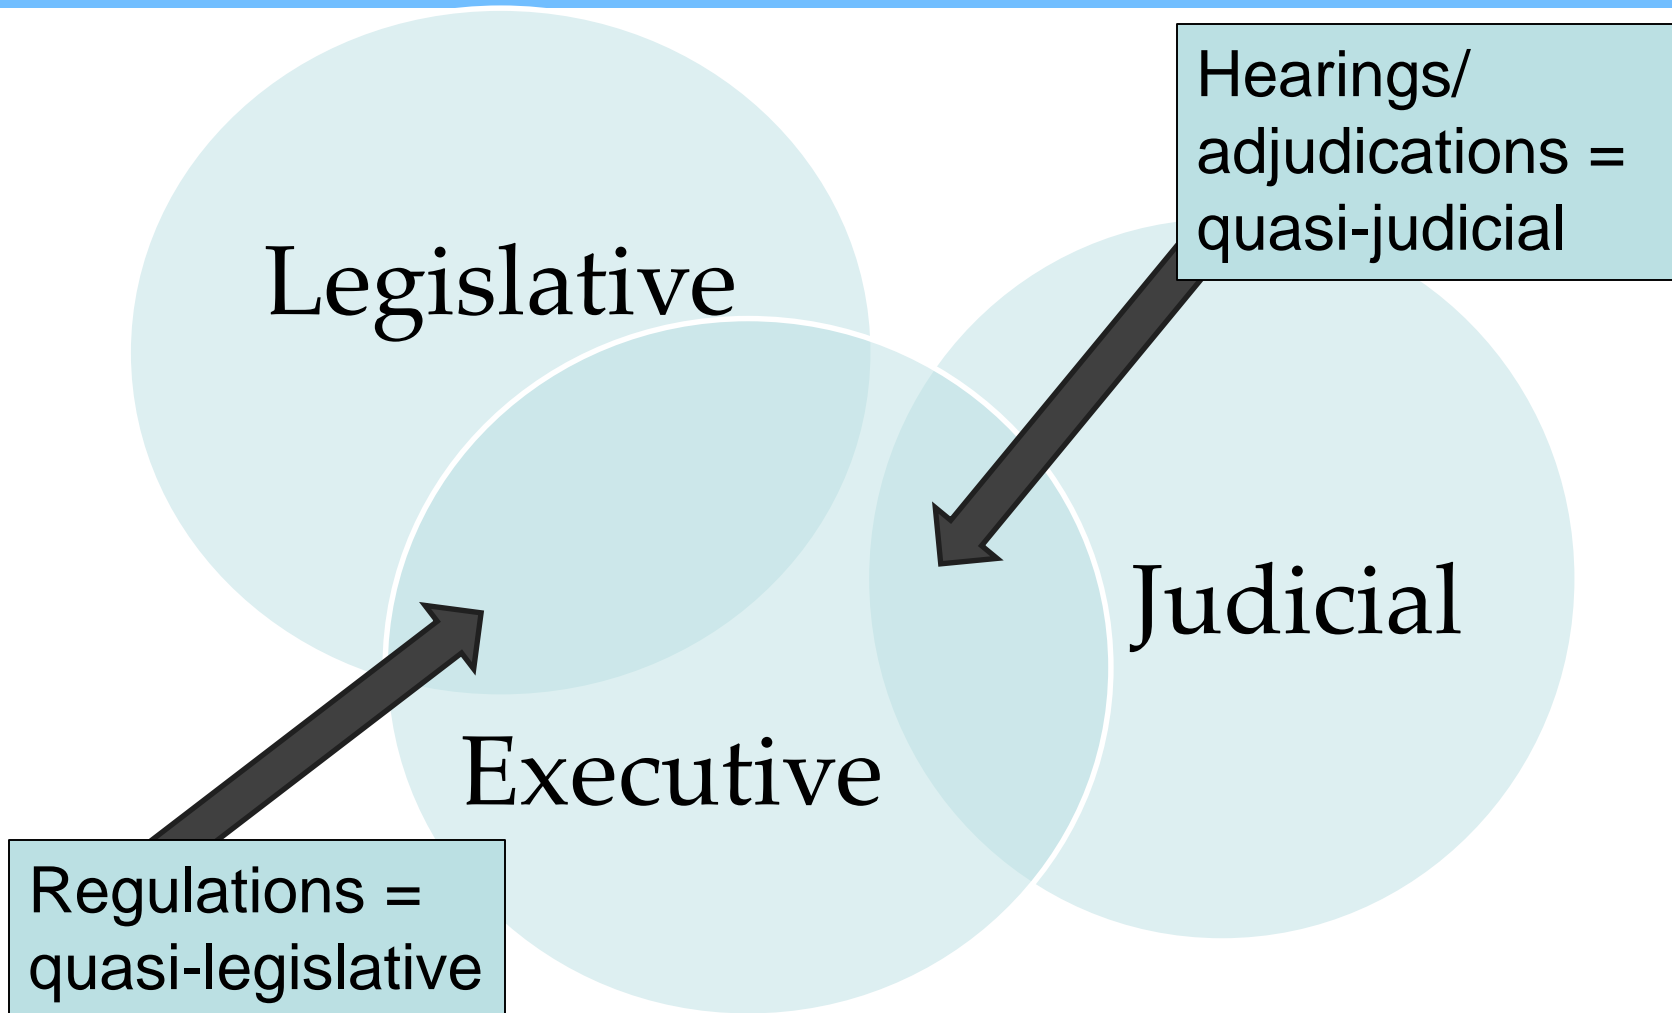 Hearings/
adjudications =
quasi-judicial
Legislative
Judicial
Executive
Regulations =
quasi-legislative